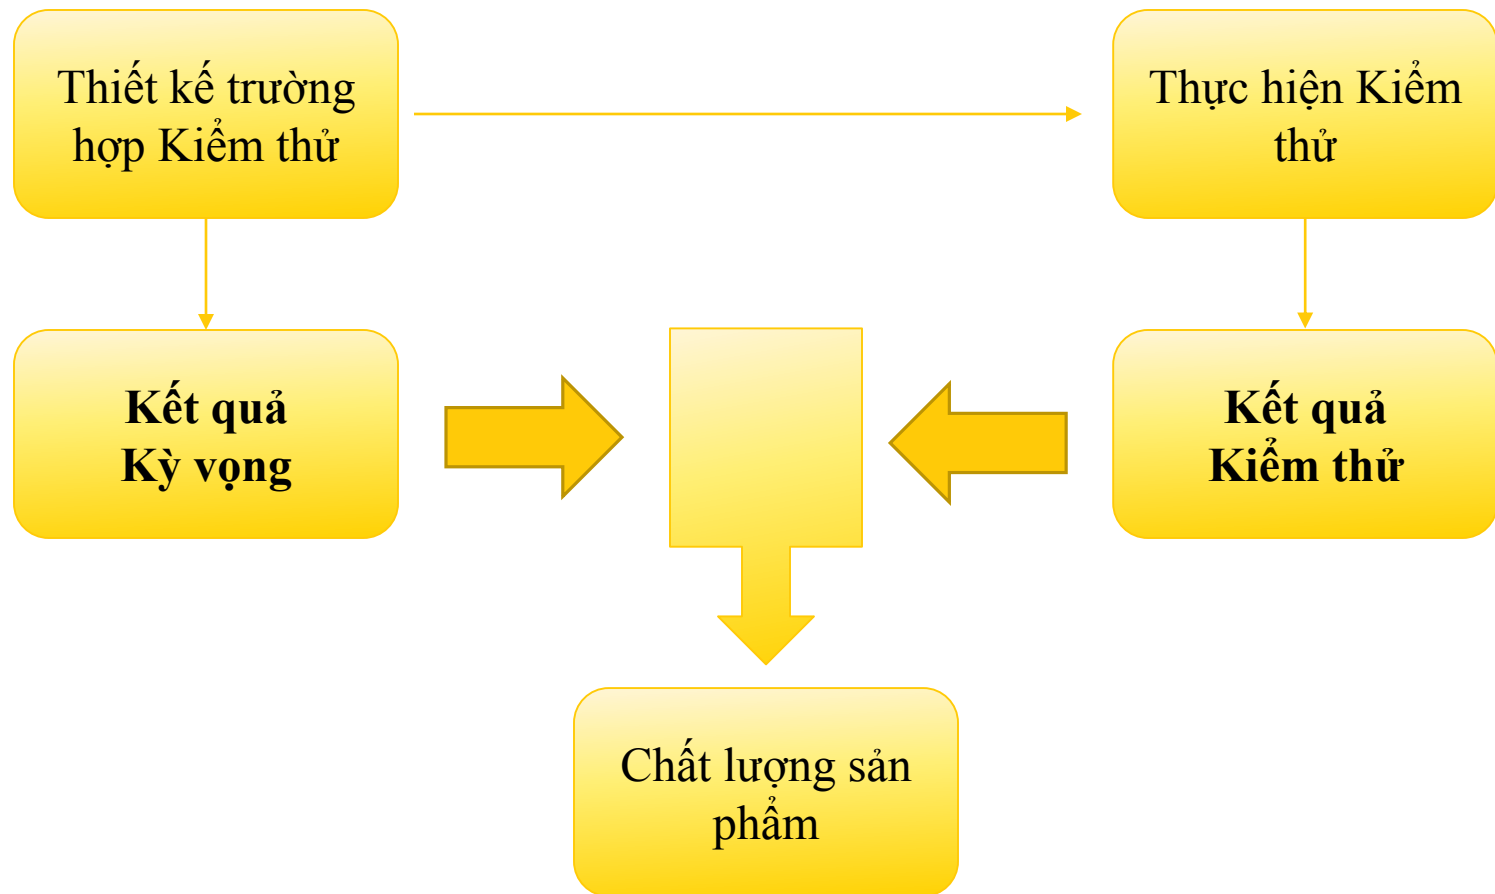 Thiết kế trường
hợp Kiểm thử
Thực hiện Kiểm
thử
Kết quả
Kỳ vọng
Kết quả
Kiểm thử
Chất lượng sản
phẩm